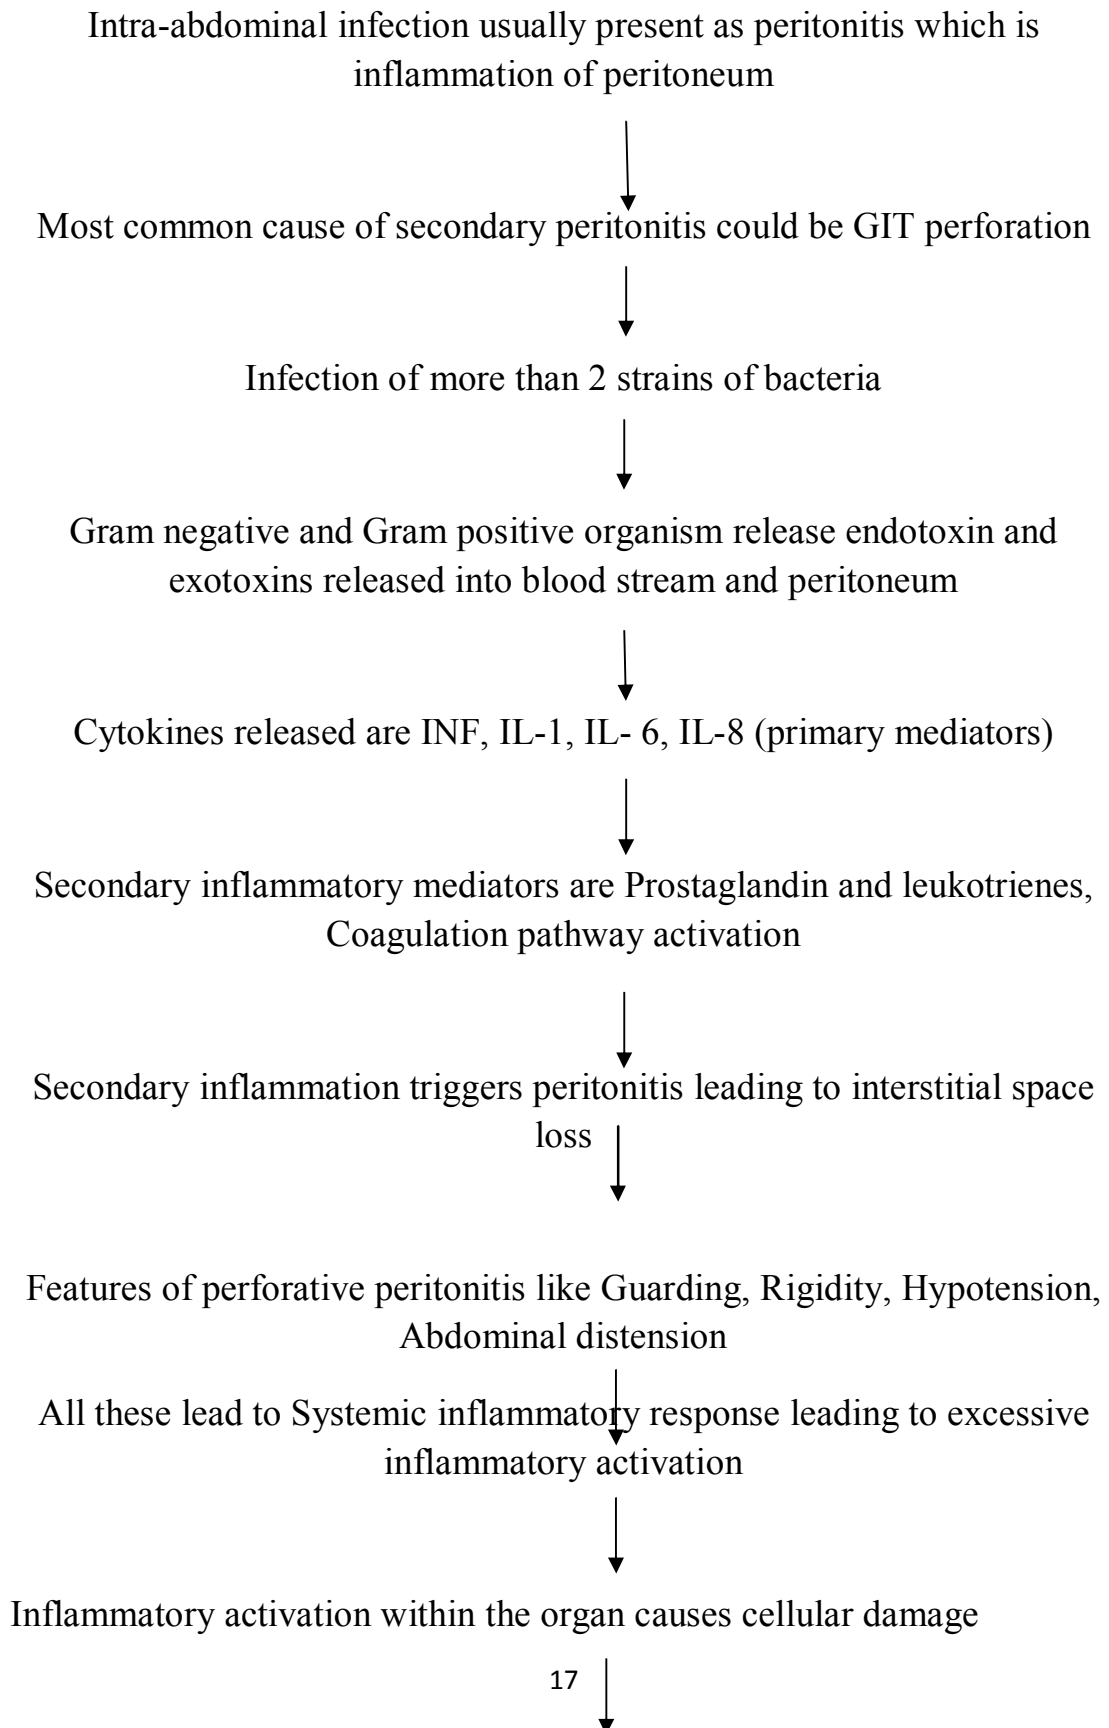 Intra-abdominal infection usually present as peritonitis which is
inflammation of peritoneum
Most common cause of secondary peritonitis could be GIT perforation
Infection of more than 2 strains of bacteria
Gram negative and Gram positive organism release endotoxin and
exotoxins released into blood stream and peritoneum
Cytokines released are INF, IL-1, IL- 6, IL-8 (primary mediators)
Secondary inflammatory mediators are Prostaglandin and leukotrienes,
Coagulation pathway activation
Secondary inflammation triggers peritonitis leading to interstitial space
loss
Features of perforative peritonitis like Guarding, Rigidity, Hypotension,
Abdominal distension
All these lead to Systemic inflammatory response leading to excessive
inflammatory activation
Inflammatory activation within the organ causes cellular damage
17